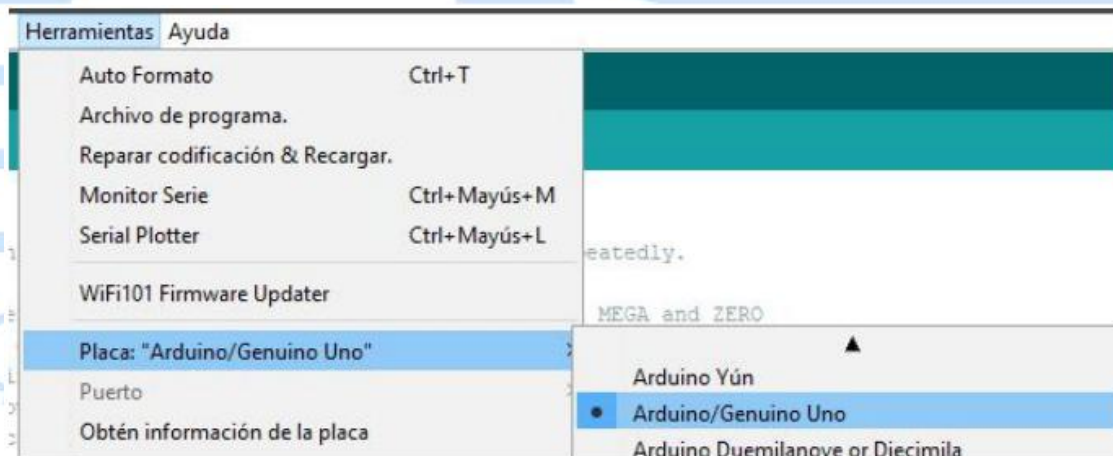 Herramientas Ayuda
Auto Formato Ctrl+T
Archivo de programa.
Reparar codificación & Recargar.
Monitor Serie Ctrl+Mayús+M
Serial Plotter Ctrl+Mayús+L
eatedly.
WiFi101 Firmware Updater
MEGA and ZERO
Placa: "Arduino/Genuino Uno"
Arduino Yún
Puerto
Arduino/Genuino Uno
Obtén información de la placa
Arduino Duemilanove or Diecimila